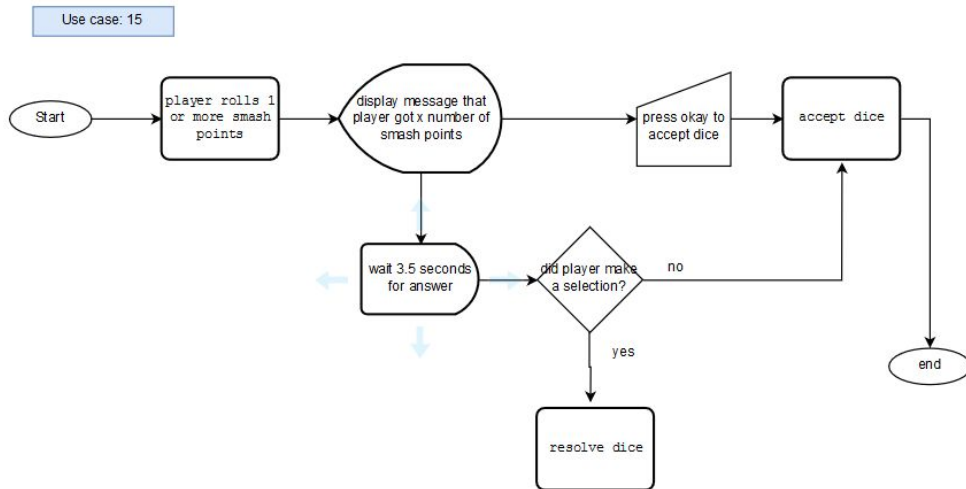 Use case: 15
Start
player rolls 1
or more smash
points
display message that
player got x number of
smash points
press okay to
accept dice
accept dice
wait 3.5 seconds
for answer
did player make
a selection?
no
yes
end
resolve dice